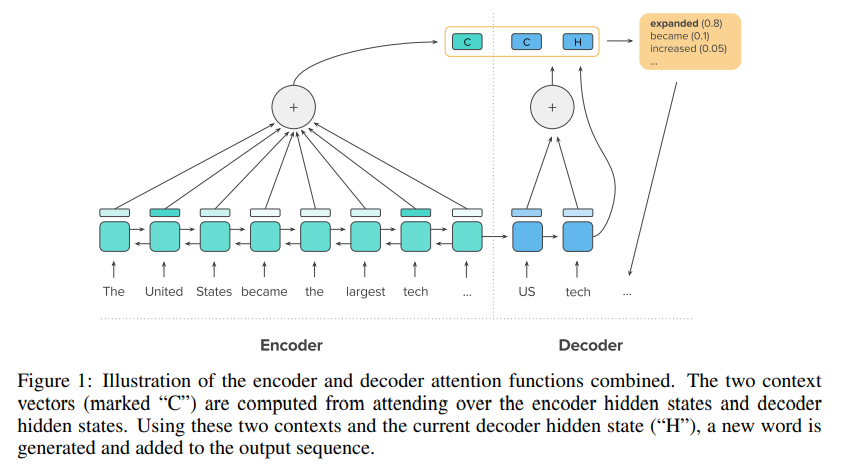 expanded (0.8)
became (0.1)
increased (0.05)
...
C
C
H
+
+
The United States became the largest tech ... US tech ...
Encoder
Decoder
Figure 1: Illustration of the encoder and decoder attention functions combined. The two context
vectors (marked “C”) are computed from attending over the encoder hidden states and decoder
hidden states. Using these two contexts and the current decoder hidden state (“H”), a new word is
generated and added to the output sequence.